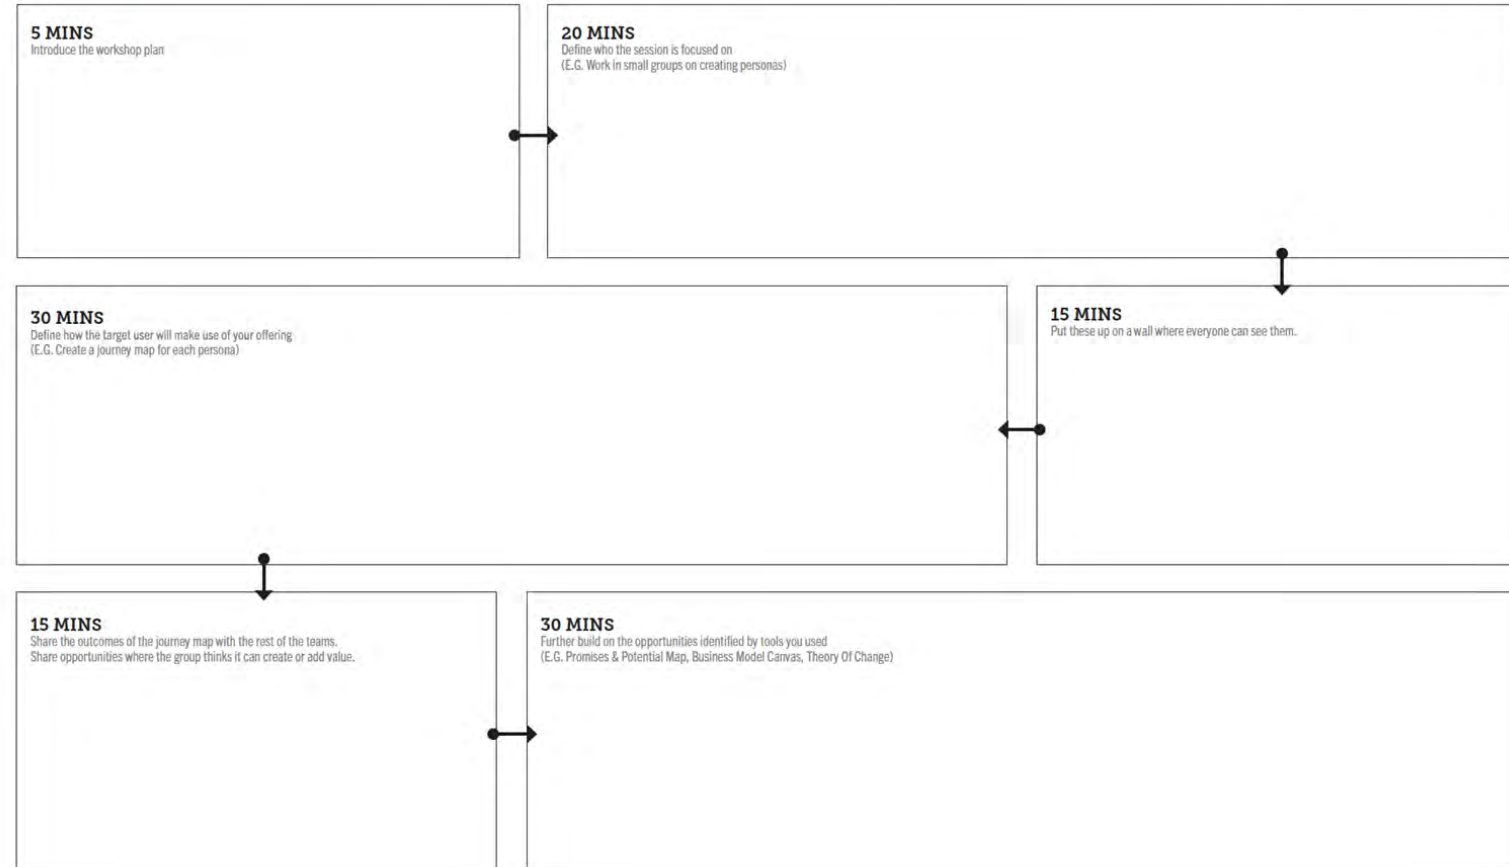 5 MINS
Introduce the workshop plan
20 MINS
Define who the session is focused on
(E.G. Work in small groups on creating personas)
15 MINS
Put these up on a wall where everyone can see them.
30 MINS
Define how the target user will make use of your offering
(E.G. Create a journey map for each persona)
15 MINS
Share the outcomes of the journey map with the rest of the teams.
Share opportunities where the group thinks it can create or add value.
30 MINS
Further build on the opportunities identified by tools you used
(E.G. Promises & Potential Map, Business Model Canvas, Theory Of Change)